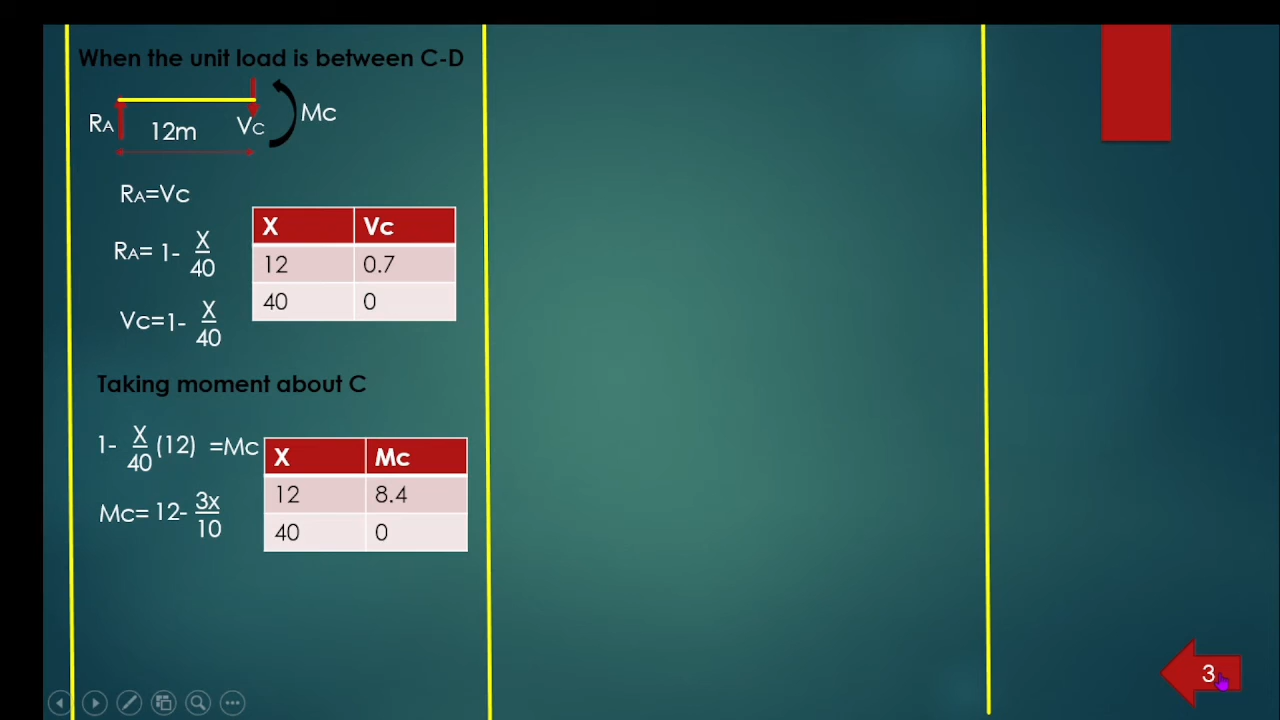 When the unit load is between C-D
RA
12m
Vc
Mc
RA=Vc
RA= 1- X/40
Vc=1- X/40
X Vc
12 0.7
40 0
Taking moment about C
1- X/40 (12) =Mc
Mc= 12- 3x/10
X Mc
12 8.4
40 0
3